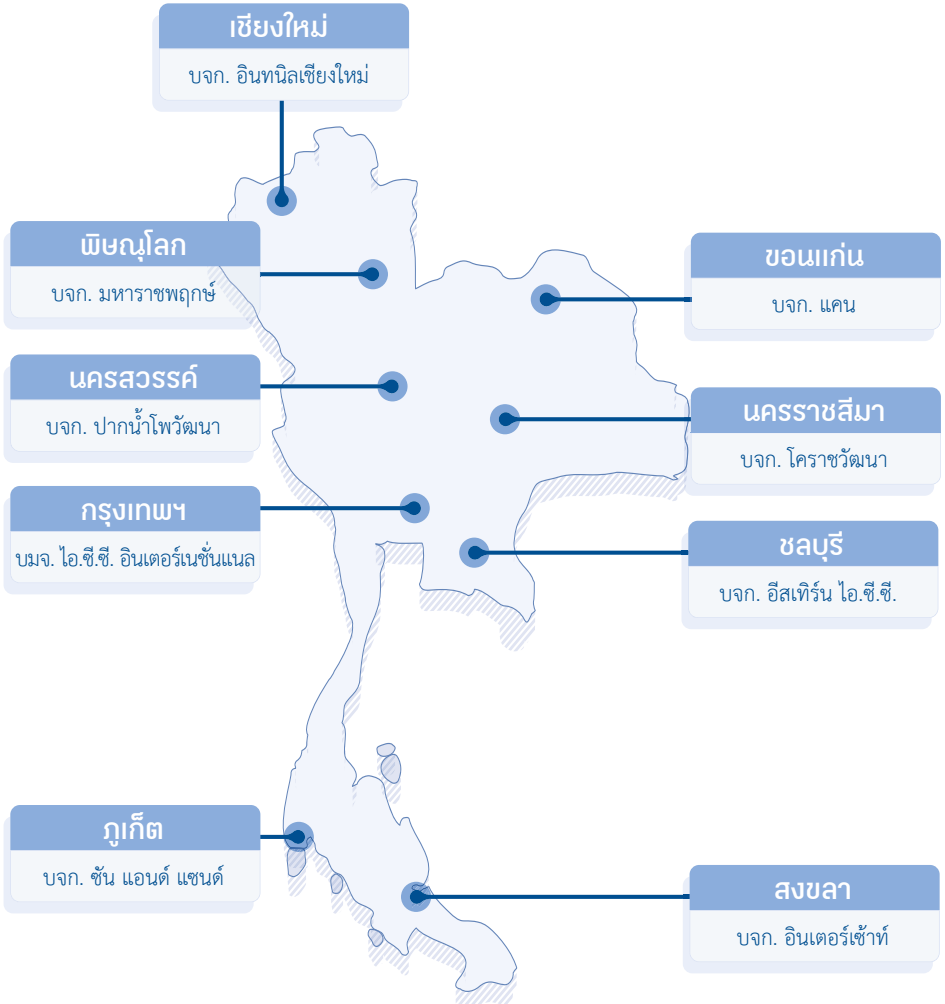 เชียงใหม่
บจก. อินทนิลเชียงใหม่
พิษณุโลก
บจก. มหาราชพฤกษ์
ขอนแก่น
บจก. แคน
นครสวรรค์
บจก. ปากน้ำโพวัฒนา
นครราชสีมา
บจก. โคราชวัฒนา
กรุงเทพฯ
บมจ. ไอ.ซี.ซี. อินเตอร์เนชั่นแนล
ชลบุรี
บจก. อีสเทิร์น ไอ.ซี.ซี.
ภูเก็ต
บจก. ซัน แอนด์ แซนด์
สงขลา
บจก. อินเตอร์เซ้าท์